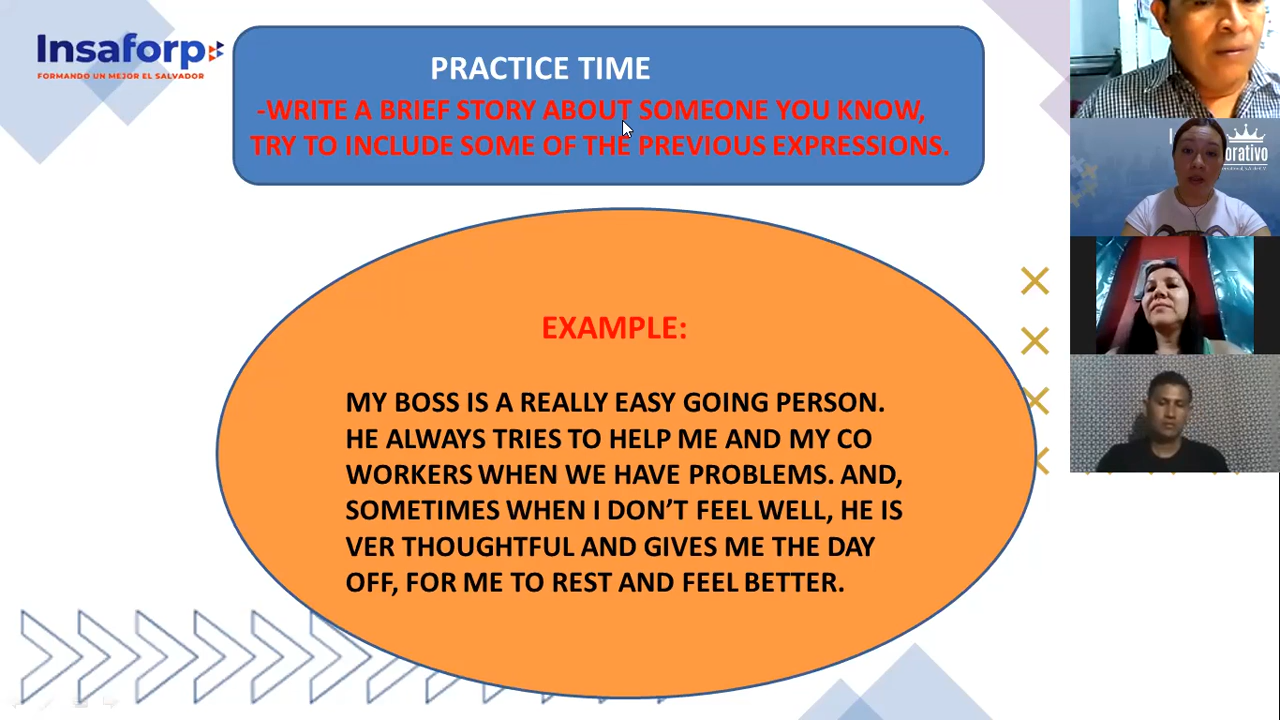 Insaforp
FORMANDO UN MEJOR EL SALVADOR
PRACTICE TIME
-WRITE A BRIEF STORY ABOUT SOMEONE YOU KNOW,
TRY TO INCLUDE SOME OF THE PREVIOUS EXPRESSIONS.
EXAMPLE:
MY BOSS IS A REALLY EASY GOING PERSON.
HE ALWAYS TRIES TO HELP ME AND MY CO
WORKERS WHEN WE HAVE PROBLEMS. AND,
SOMETIMES WHEN I DON'T FEEL WELL, HE IS
VER THOUGHTFUL AND GIVES ME THE DAY
OFF, FOR ME TO REST AND FEEL BETTER.